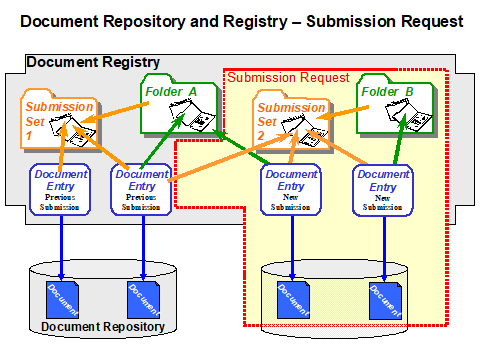 Document Repository and Registry – Submission Request
Document Registry
Submission Request
Submission
Set
1
Folder A
Submission
Set
2
Folder B
Document
Entry
Previous
Submission
Document
Entry
Previous
Submission
Document
Entry
New
Submission
Document
Entry
New
Submission
Document
Document
Document
Document
Document Repository